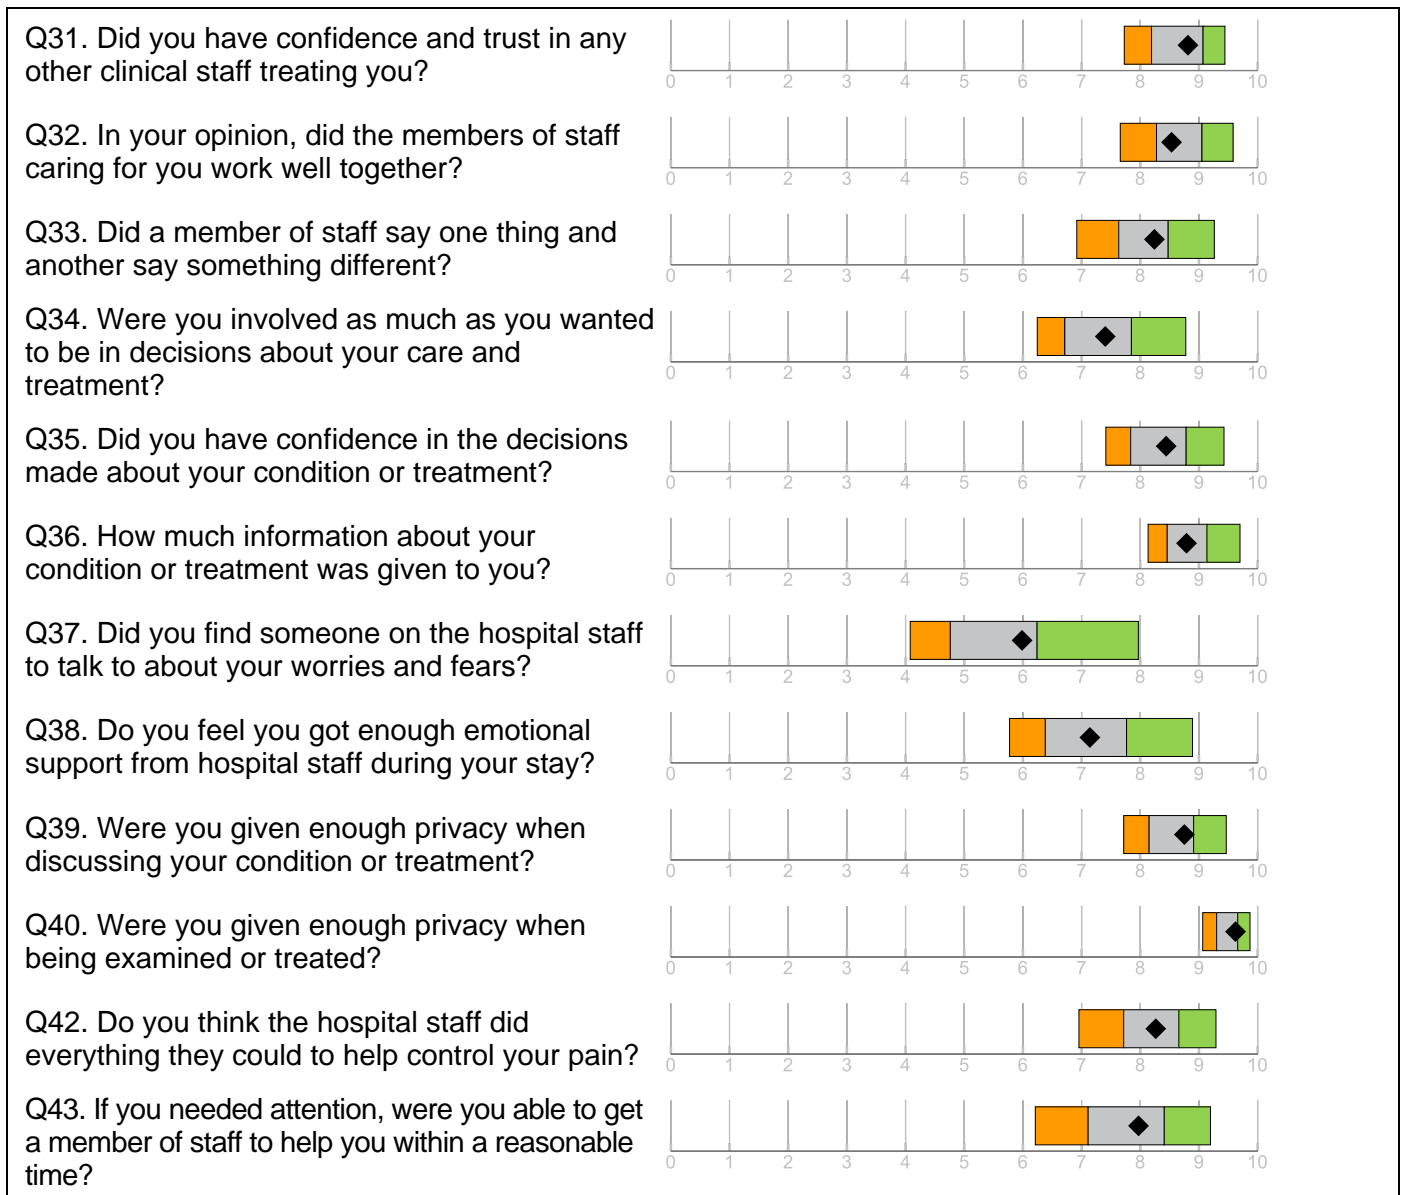 Q31. Did you have confidence and trust in any
other clinical staff treating you?
0 1 2 3 4 5 6 7 8 9 10
Q32. In your opinion, did the members of staff
caring for you work well together?
0 1 2 3 4 5 6 7 8 9 10
Q33. Did a member of staff say one thing and
another say something different?
0 1 2 3 4 5 6 7 8 9 10
Q34. Were you involved as much as you wanted
to be in decisions about your care and
treatment?
0 1 2 3 4 5 6 7 8 9 10
Q35. Did you have confidence in the decisions
made about your condition or treatment?
0 1 2 3 4 5 6 7 8 9 10
Q36. How much information about your
condition or treatment was given to you?
0 1 2 3 4 5 6 7 8 9 10
Q37. Did you find someone on the hospital staff
to talk to about your worries and fears?
0 1 2 3 4 5 6 7 8 9 10
Q38. Do you feel you got enough emotional
support from hospital staff during your stay?
0 1 2 3 4 5 6 7 8 9 10
Q39. Were you given enough privacy when
discussing your condition or treatment?
0 1 2 3 4 5 6 7 8 9 10
Q40. Were you given enough privacy when
being examined or treated?
0 1 2 3 4 5 6 7 8 9 10
Q42. Do you think the hospital staff did
everything they could to help control your pain?
0 1 2 3 4 5 6 7 8 9 10
Q43. If you needed attention, were you able to get
a member of staff to help you within a reasonable
time?
0 1 2 3 4 5 6 7 8 9 10